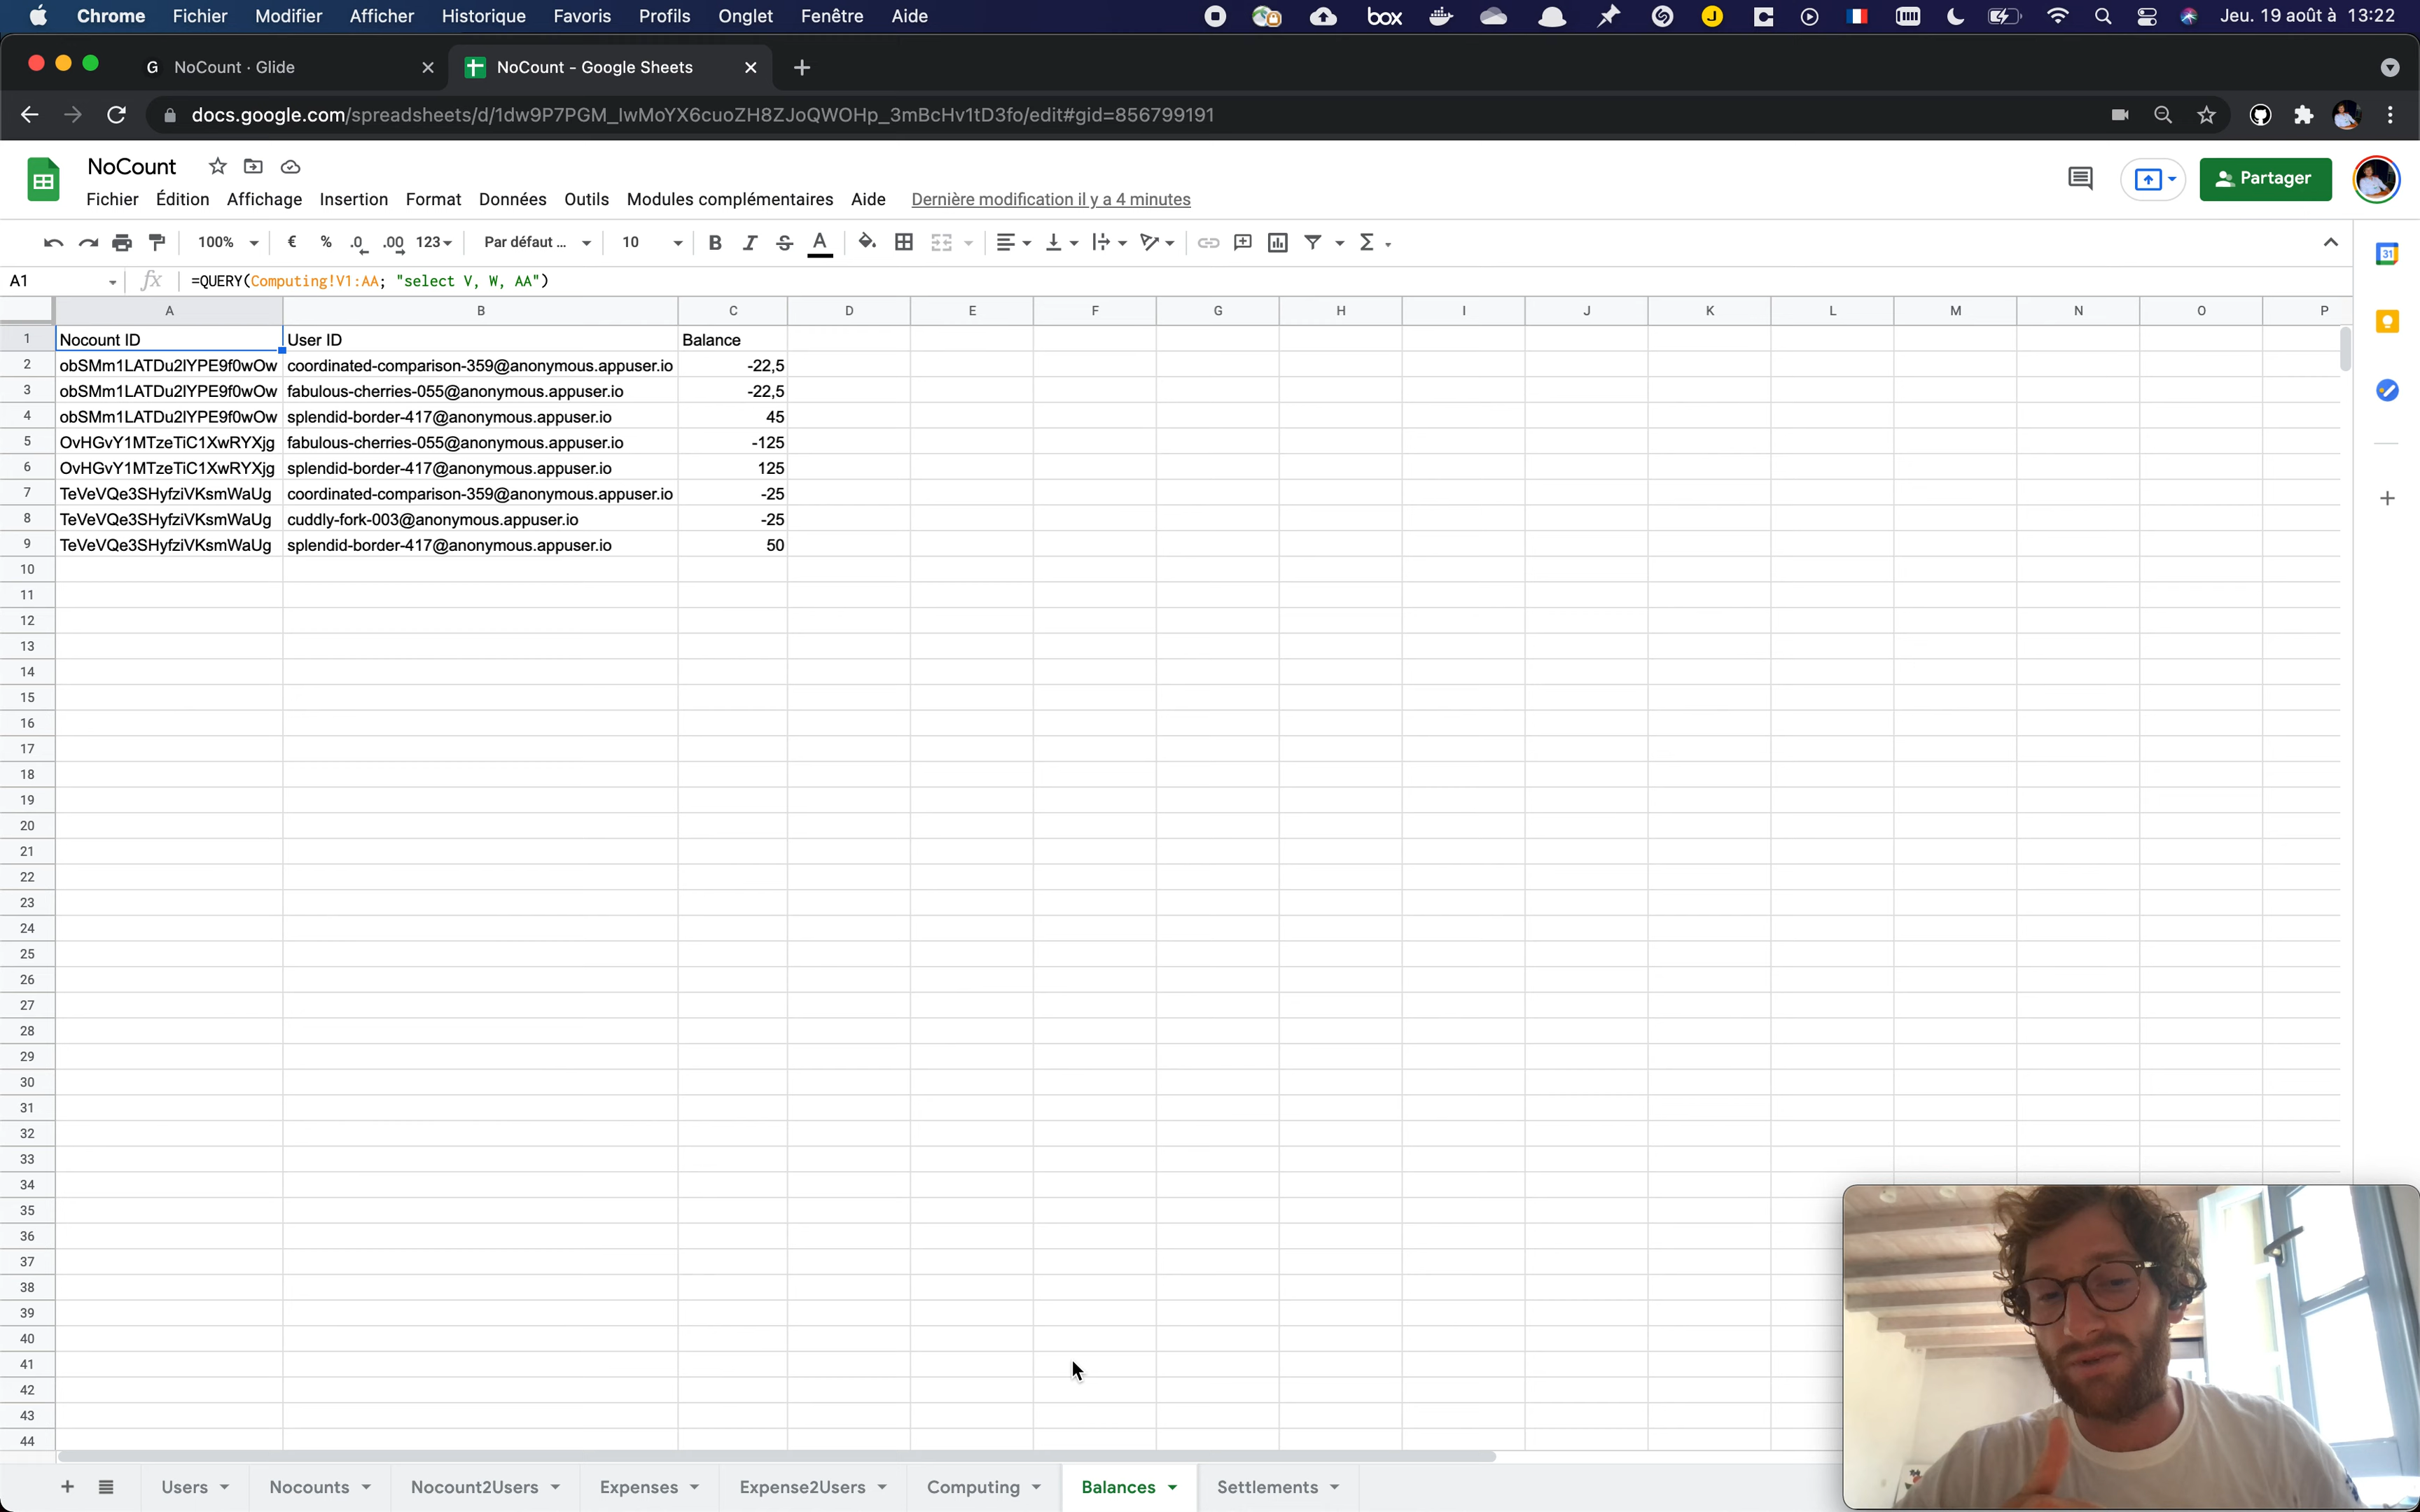 Chrome Fichier Modifier Afficher Historique Favoris Profils Onglet Fenêtre Aide box J Jeu. 19 août à 13:22
G NoCount · Glide NoCount - Google Sheets
docs.google.com/spreadsheets/d/1dw9P7PGM_IwMoYX6cuoZH8ZJoQWOHp_3mBcHv1tD3fo/edit#gid=856799191
NoCount
Fichier Édition Affichage Insertion Format Données Outils Modules complémentaires Aide Dernière modification il y a 4 minutes
Partager
100% € % .0 .00 123 Par défaut ... 10 B I S A Σ
31
A1 fx =QUERY(Computing!V1:AA; "select V, W, AA")
A B C D E F G H I J K L M N O P
1 Nocount ID User ID Balance
2 obSMm1LATDu2IYPE9f0wOw coordinated-comparison-359@anonymous.appuser.io -22,5
3 obSMm1LATDu2IYPE9f0wOw fabulous-cherries-055@anonymous.appuser.io -22,5
4 obSMm1LATDu2IYPE9f0wOw splendid-border-417@anonymous.appuser.io 45
5 OvHGvY1MTzeTiC1XwRYXjg fabulous-cherries-055@anonymous.appuser.io -125
6 OvHGvY1MTzeTiC1XwRYXjg splendid-border-417@anonymous.appuser.io 125
7 TeVeVQe3SHyfziVKsmWaUg coordinated-comparison-359@anonymous.appuser.io -25
8 TeVeVQe3SHyfziVKsmWaUg cuddly-fork-003@anonymous.appuser.io -25
9 TeVeVQe3SHyfziVKsmWaUg splendid-border-417@anonymous.appuser.io 50
10
11
12
13
14
15
16
17
18
19
20
21
22
23
24
25
26
27
28
29
30
31
32
33
34
35
36
37
38
39
40
41
42
43
44
Users Nocounts Nocount2Users Expenses Expense2Users Computing Balances Settlements